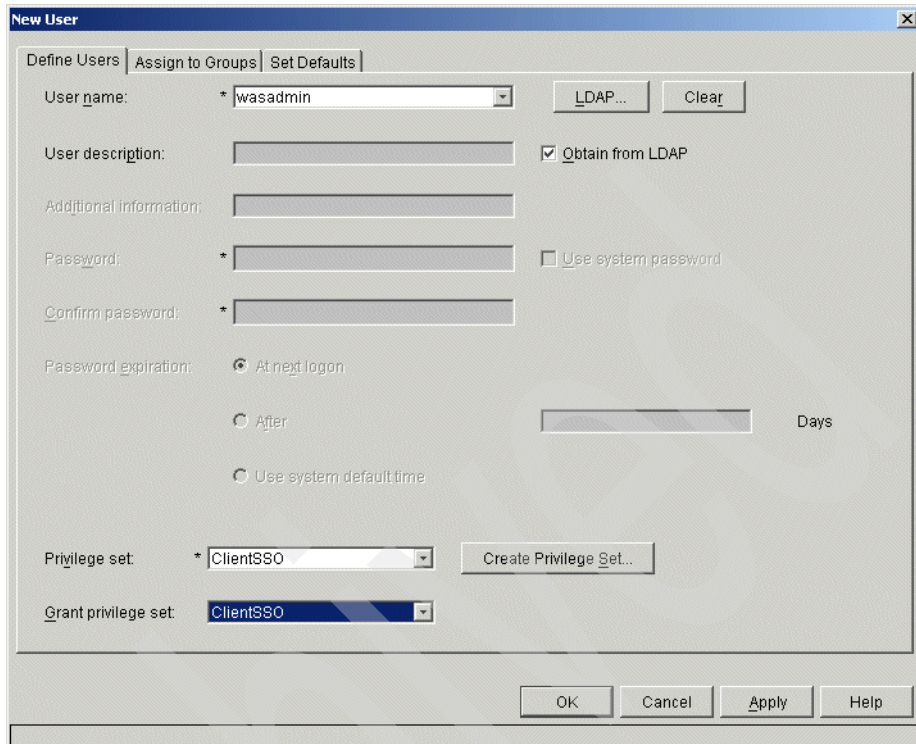 New User
Define Users Assign to Groups Set Defaults
User name: * wasadmin LDAP... Clear
User description: Obtain from LDAP
Additional information:
Password: * Use system password
Confirm password: *
Password expiration: At next logon
After Days
Use system default time
Privilege set: * ClientSSO Create Privilege Set...
Grant privilege set: ClientSSO
OK Cancel Apply Help